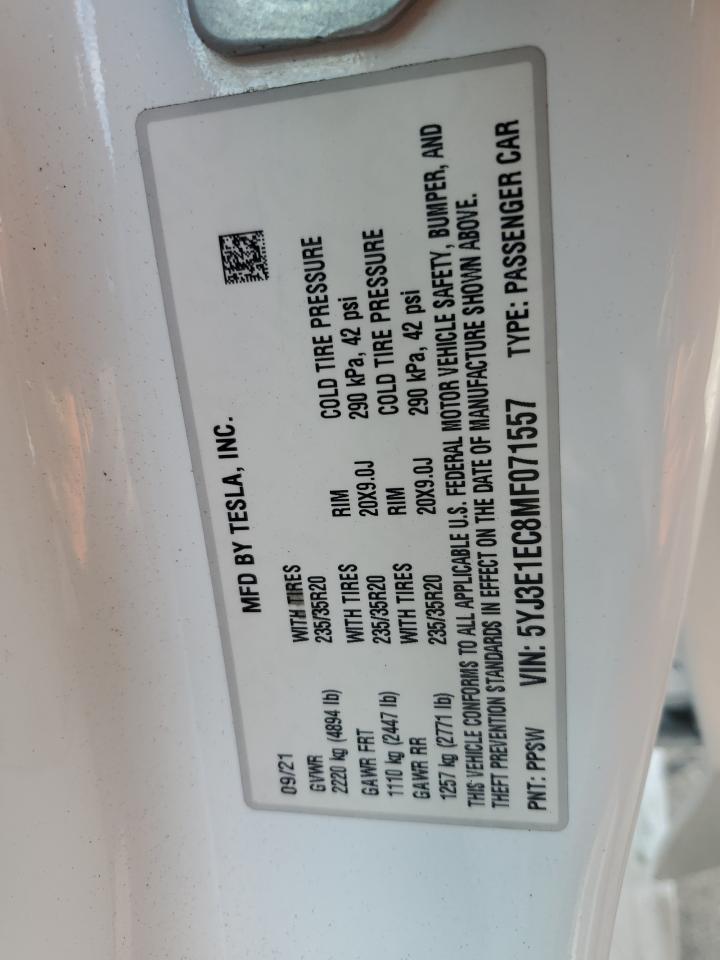 MFD BY TESLA, INC.
09/21
GVWR WITH TIRES RIM COLD TIRE PRESSURE
2220 kg (4894 lb) 235/35R20 20X9.0J 290 kPa, 42 psi
GAWR FRT WITH TIRES RIM COLD TIRE PRESSURE
1110 kg (2447 lb) 235/35R20 20X9.0J 290 kPa, 42 psi
GAWR RR WITH TIRES
1257 kg (2771 lb) 235/35R20
THIS VEHICLE CONFORMS TO ALL APPLICABLE U.S. FEDERAL MOTOR VEHICLE SAFETY, BUMPER, AND
THEFT PREVENTION STANDARDS IN EFFECT ON THE DATE OF MANUFACTURE SHOWN ABOVE.
PNT: PPSW VIN: 5YJ3E1EC8MF071557 TYPE: PASSENGER CAR